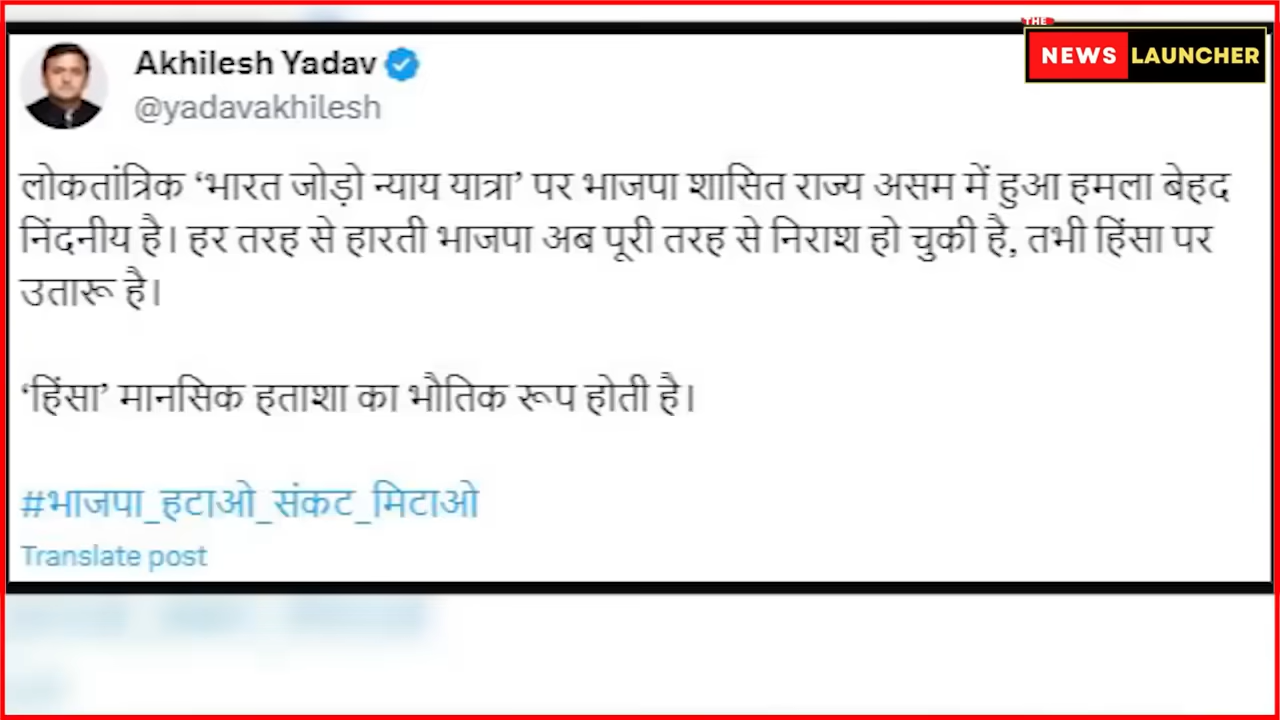 THE
NEWS LAUNCHER
Akhilesh Yadav
@yadavakhilesh
लोकतांत्रिक ‘भारत जोड़ो न्याय यात्रा’ पर भाजपा शासित राज्य असम में हुआ हमला बेहद
निंदनीय है। हर तरह से हारती भाजपा अब पूरी तरह से निराश हो चुकी है, तभी हिंसा पर
उतारू है।
‘हिंसा’ मानसिक हताशा का भौतिक रूप होती है।
#भाजपा_हटाओ_संकट_मिटाओ
Translate post